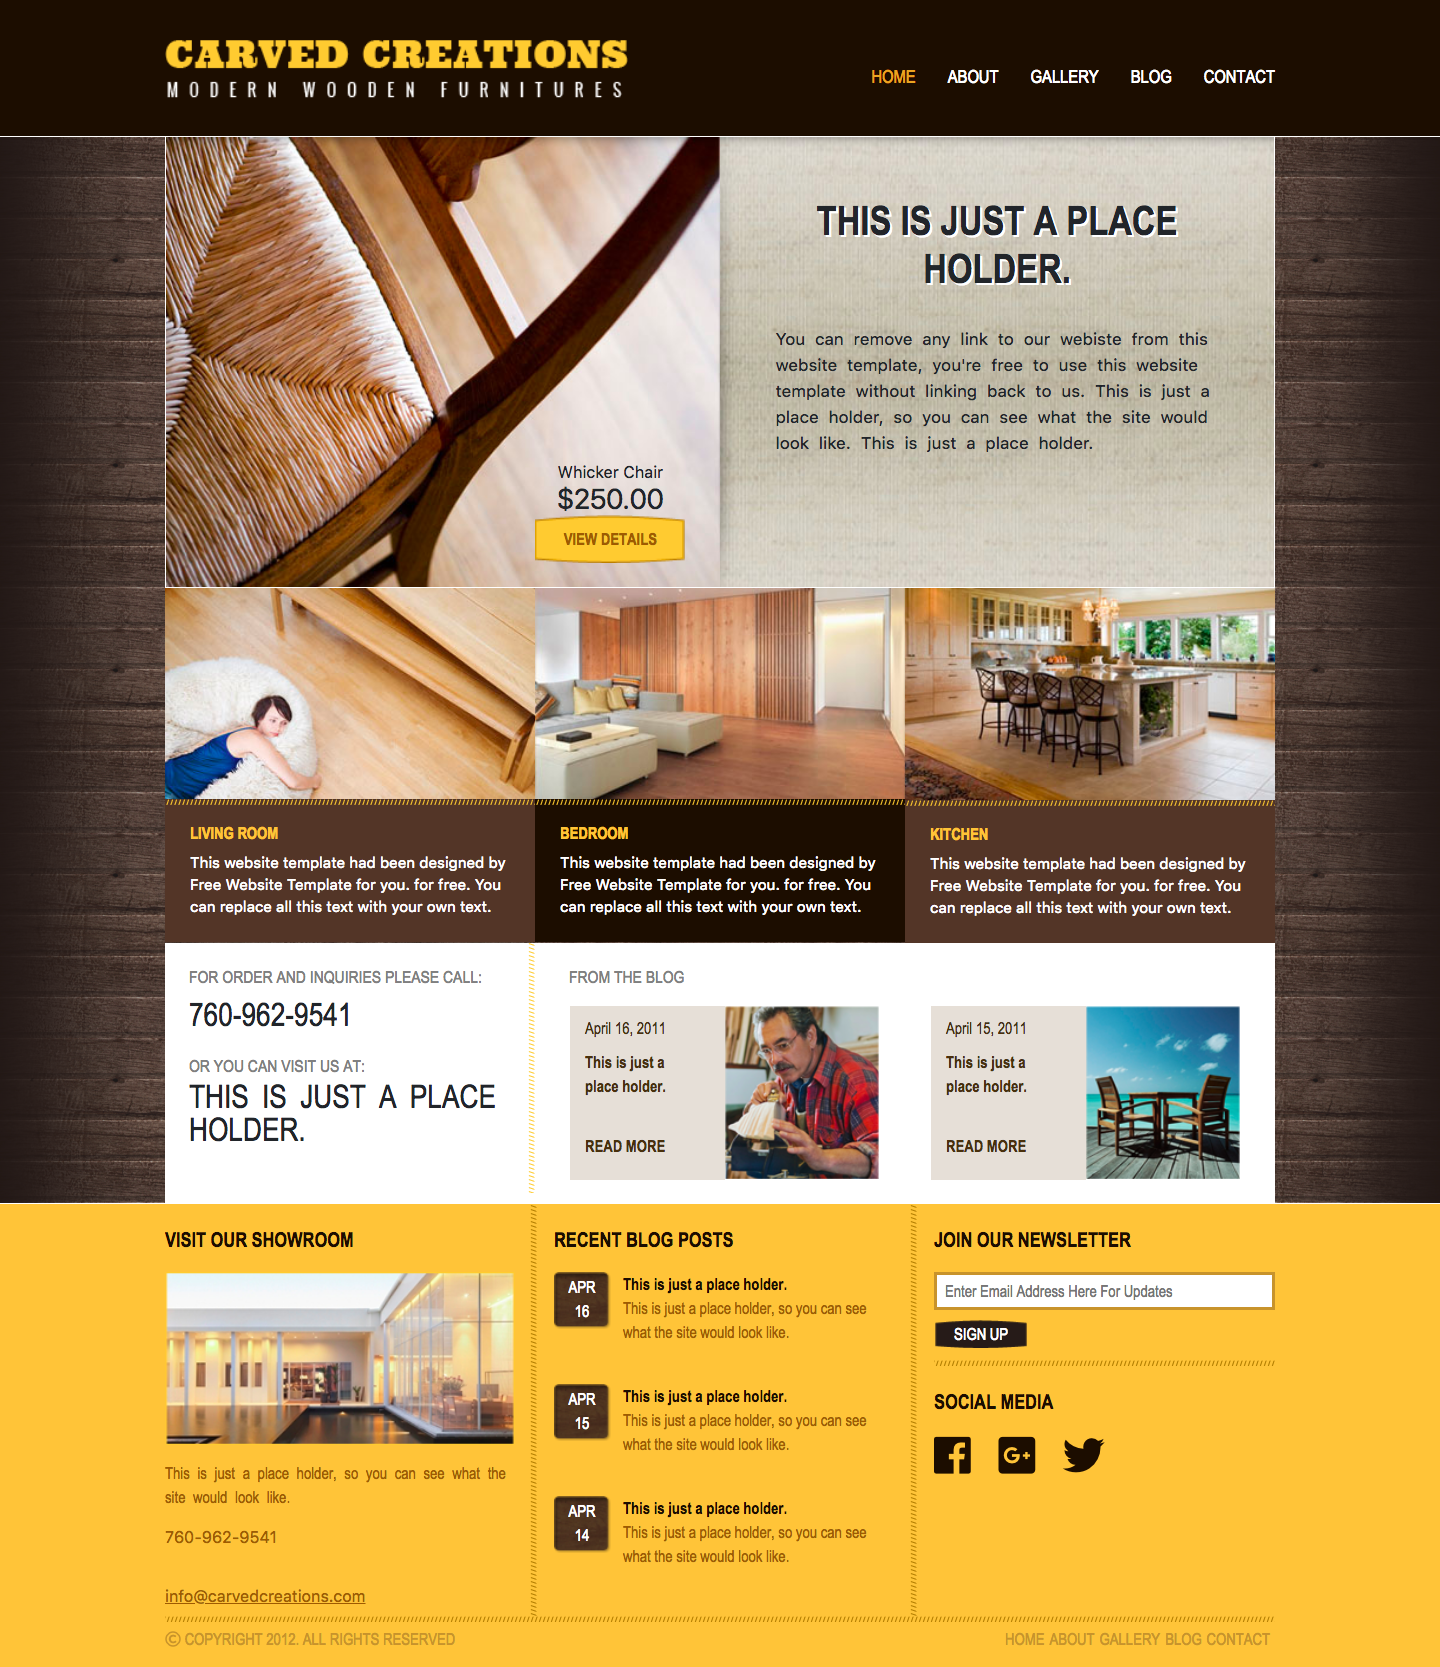 CARVED CREATIONS
MODERN WOODEN FURNITURES
HOME ABOUT GALLERY BLOG CONTACT
THIS IS JUST A PLACE
HOLDER.
You can remove any link to our webiste from this
website template, you're free to use this website
template without linking back to us. This is just a
place holder, so you can see what the site would
look like. This is just a place holder.
Whicker Chair
$250.00
VIEW DETAILS
LIVING ROOM
This website template had been designed by
Free Website Template for you. for free. You
can replace all this text with your own text.
BEDROOM
This website template had been designed by
Free Website Template for you. for free. You
can replace all this text with your own text.
KITCHEN
This website template had been designed by
Free Website Template for you. for free. You
can replace all this text with your own text.
FOR ORDER AND INQUIRIES PLEASE CALL:
760-962-9541
OR YOU CAN VISIT US AT:
THIS IS JUST A PLACE
HOLDER.
FROM THE BLOG
April 16, 2011
This is just a
place holder.
READ MORE
April 15, 2011
This is just a
place holder.
READ MORE
VISIT OUR SHOWROOM
This is just a place holder, so you can see what the
site would look like.
760-962-9541
info@carvedcreations.com
RECENT BLOG POSTS
APR
16
This is just a place holder.
This is just a place holder, so you can see
what the site would look like.
APR
15
This is just a place holder.
This is just a place holder, so you can see
what the site would look like.
APR
14
This is just a place holder.
This is just a place holder, so you can see
what the site would look like.
JOIN OUR NEWSLETTER
Enter Email Address Here For Updates
SIGN UP
SOCIAL MEDIA
G+
© COPYRIGHT 2012. ALL RIGHTS RESERVED
HOME ABOUT GALLERY BLOG CONTACT